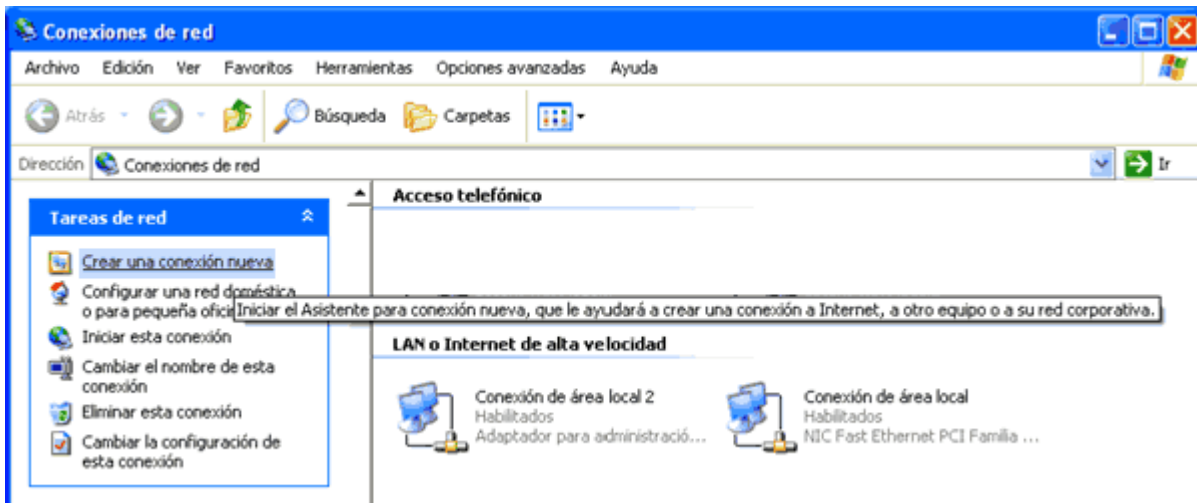 Conexiones de red
Archivo Edición Ver Favoritos Herramientas Opciones avanzadas Ayuda
Atrás Búsqueda Carpetas
Dirección Conexiones de red Ir
Tareas de red
Crear una conexión nueva
Configurar una red doméstica
o para pequeña
Iniciar el Asistente para conexión nueva, que le ayudará a crear una conexión a Internet, a otro equipo o a su red corporativa.
Iniciar esta conexión
Cambiar el nombre de esta
conexión
Eliminar esta conexión
Cambiar la configuración de
esta conexión
Acceso telefónico
LAN o Internet de alta velocidad
Conexión de área local 2
Habilitados
Adaptador para administració...
Conexión de área local
Habilitados
NIC Fast Ethernet PCI Familia ...